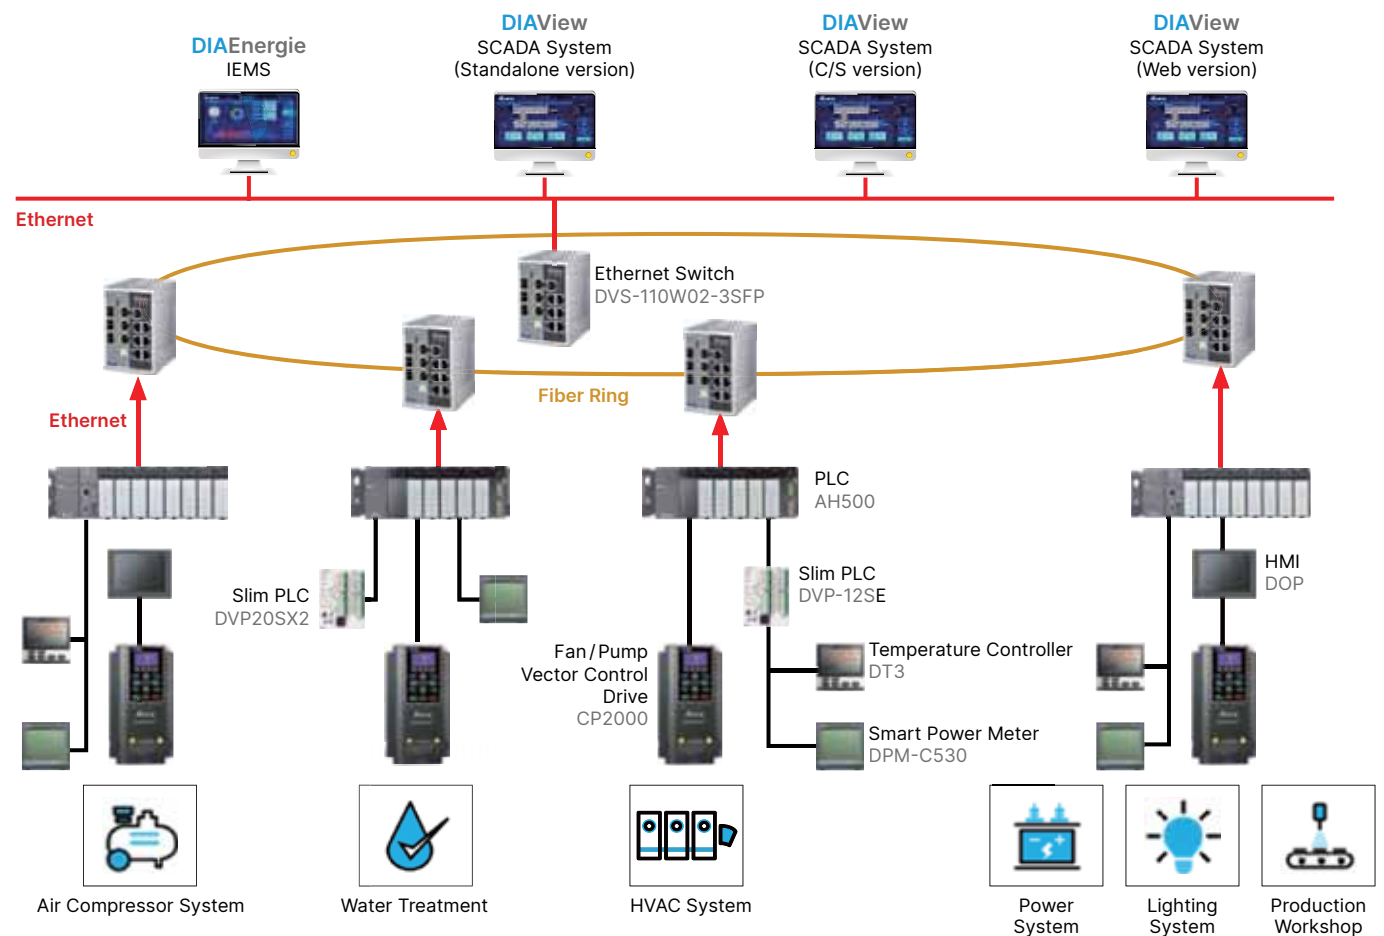 DIAEnergie
IEMS
DIAView
SCADA System
(Standalone version)
DIAView
SCADA System
(C/S version)
DIAView
SCADA System
(Web version)
Ethernet
Ethernet Switch
DVS-110W02-3SFP
Fiber Ring
Ethernet
PLC
AH500
Slim PLC
DVP20SX2
Slim PLC
DVP-12SE
HMI
DOP
Fan/Pump
Vector Control
Drive
CP2000
Temperature Controller
DT3
Smart Power Meter
DPM-C530
Air Compressor System
Water Treatment
HVAC System
Power
System
Lighting
System
Production
Workshop